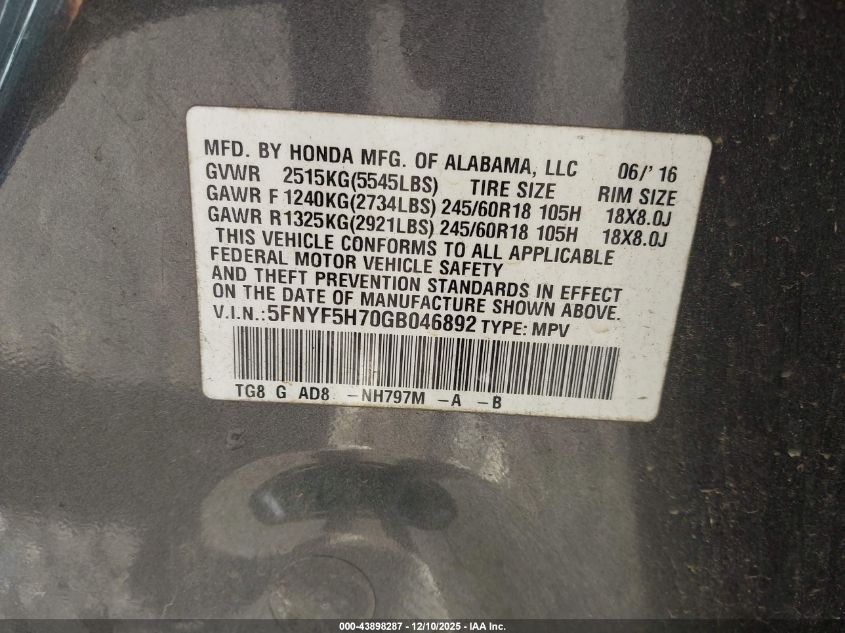 MFD. BY HONDA MFG. OF ALABAMA, LLC 06/' 16
GVWR 2515KG(5545LBS) TIRE SIZE RIM SIZE
GAWR F 1240KG(2734LBS) 245/60R18 105H 18X8.0J
GAWR R1325KG(2921LBS) 245/60R18 105H 18X8.0J
THIS VEHICLE CONFORMS TO ALL APPLICABLE
FEDERAL MOTOR VEHICLE SAFETY
AND THEFT PREVENTION STANDARDS IN EFFECT
ON THE DATE OF MANUFACTURE SHOWN ABOVE.
V.I.N.:5FNYF5H70GB046892 TYPE: MPV
TG8 G AD8 -NH797M -A -B
000-43898287 - 12/10/2025 - IAA Inc.